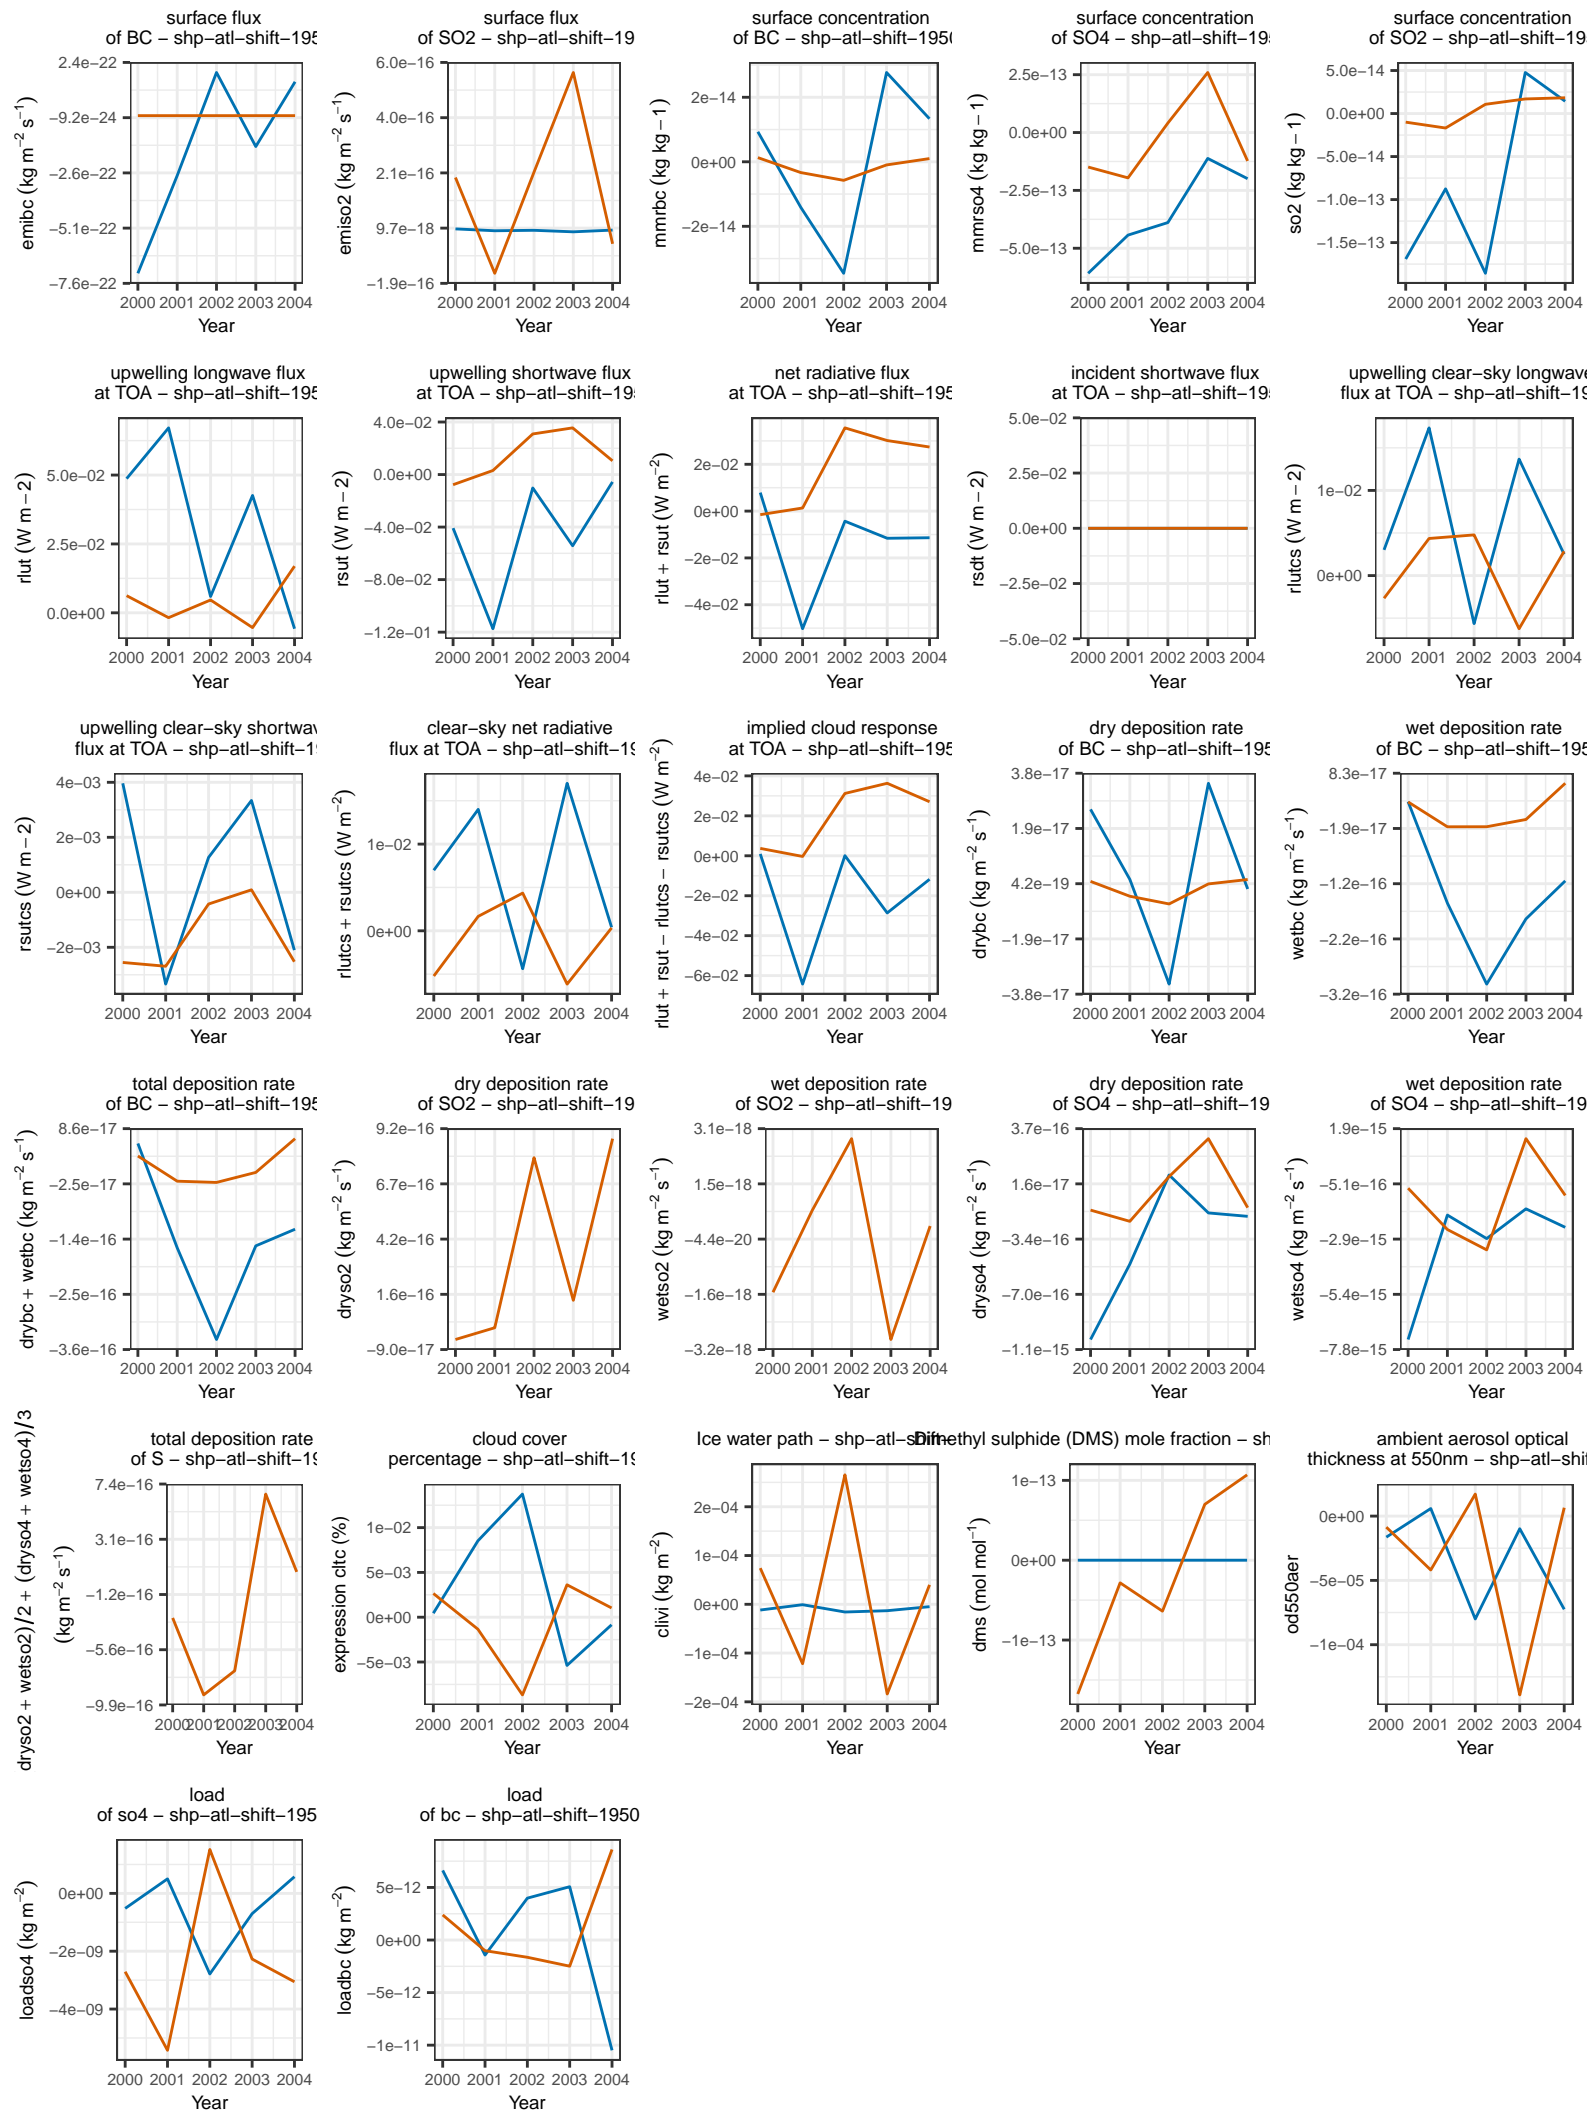 surface flux
of BC − shp−atl−shift−195
2.4e−22
−9.2e−24
−2.6e−22
−5.1e−22
−7.6e−22
emibc (kg m−2 s−1)
2000 2001 2002 2003 2004
Year
surface flux
of SO2 − shp−atl−shift−19
6.0e−16
4.0e−16
2.1e−16
9.7e−18
−1.9e−16
emiso2 (kg m−2 s−1)
2000 2001 2002 2003 2004
Year
surface concentration
of BC − shp−atl−shift−1950
2e−14
0e+00
−2e−14
mmrbc (kg kg − 1)
2000 2001 2002 2003 2004
Year
surface concentration
of SO4 − shp−atl−shift−19
2.5e−13
0.0e+00
−2.5e−13
−5.0e−13
mmrso4 (kg kg − 1)
2000 2001 2002 2003 2004
Year
surface concentration
of SO2 − shp−atl−shift−19
5.0e−14
0.0e+00
−5.0e−14
−1.0e−13
−1.5e−13
so2 (kg kg − 1)
2000 2001 2002 2003 2004
Year
upwelling longwave flux
at TOA − shp−atl−shift−195
5.0e−02
2.5e−02
0.0e+00
rlut (W m − 2)
2000 2001 2002 2003 2004
Year
upwelling shortwave flux
at TOA − shp−atl−shift−19
4.0e−02
0.0e+00
−4.0e−02
−8.0e−02
−1.2e−01
rsut (W m − 2)
2000 2001 2002 2003 2004
Year
net radiative flux
at TOA − shp−atl−shift−195
2e−02
0e+00
−2e−02
−4e−02
rlut + rsut (W m−2)
2000 2001 2002 2003 2004
Year
incident shortwave flux
at TOA − shp−atl−shift−19
5.0e−02
2.5e−02
0.0e+00
−2.5e−02
−5.0e−02
rsdt (W m − 2)
2000 2001 2002 2003 2004
Year
upwelling clear−sky longwave
flux at TOA − shp−atl−shift−19
1e−02
0e+00
rlutcs (W m − 2)
2000 2001 2002 2003 2004
Year
upwelling clear−sky shortwav
flux at TOA − shp−atl−shift−19
4e−03
2e−03
0e+00
−2e−03
rsutcs (W m − 2)
2000 2001 2002 2003 2004
Year
clear−sky net radiative
flux at TOA − shp−atl−shift−19
1e−02
0e+00
rlutcs + rsutcs (W m−2)
2000 2001 2002 2003 2004
Year
implied cloud response
at TOA − shp−atl−shift−195
4e−02
2e−02
0e+00
−2e−02
−4e−02
−6e−02
rlut + rsut − rlutcs − rsutcs (W m−2)
2000 2001 2002 2003 2004
Year
dry deposition rate
of BC − shp−atl−shift−195
3.8e−17
1.9e−17
4.2e−19
−1.9e−17
−3.8e−17
drybc (kg m−2 s−1)
2000 2001 2002 2003 2004
Year
wet deposition rate
of BC − shp−atl−shift−195
8.3e−17
−1.9e−17
−1.2e−16
−2.2e−16
−3.2e−16
wetbc (kg m−2 s−1)
2000 2001 2002 2003 2004
Year
total deposition rate
of BC − shp−atl−shift−195
8.6e−17
−2.5e−17
−1.4e−16
−2.5e−16
−3.6e−16
drybc + wetbc (kg m−2 s−1)
2000 2001 2002 2003 2004
Year
dry deposition rate
of SO2 − shp−atl−shift−19
9.2e−16
6.7e−16
4.2e−16
1.6e−16
−9.0e−17
dryso2 (kg m−2 s−1)
2000 2001 2002 2003 2004
Year
wet deposition rate
of SO2 − shp−atl−shift−19
3.1e−18
1.5e−18
−4.4e−20
−1.6e−18
−3.2e−18
wetso2 (kg m−2 s−1)
2000 2001 2002 2003 2004
Year
dry deposition rate
of SO4 − shp−atl−shift−19
3.7e−16
1.6e−17
−3.4e−16
−7.0e−16
−1.1e−15
dryso4 (kg m−2 s−1)
2000 2001 2002 2003 2004
Year
wet deposition rate
of SO4 − shp−atl−shift−19
1.9e−15
−5.1e−16
−2.9e−15
−5.4e−15
−7.8e−15
wetso4 (kg m−2 s−1)
2000 2001 2002 2003 2004
Year
total deposition rate
of S − shp−atl−shift−19
7.4e−16
3.1e−16
−1.2e−16
−5.6e−16
−9.9e−16
dryso2 + wetso2)/2 + (dryso4 + wetso4)/3
(kg m−2 s−1)
2000 2001 2002 2003 2004
Year
cloud cover
percentage − shp−atl−shift−19
1e−02
5e−03
0e+00
−5e−03
expression cltc (%)
2000 2001 2002 2003 2004
Year
Ice water path − shp−atl−shift−
2e−04
1e−04
0e+00
−1e−04
−2e−04
clivi (kg m−2)
2000 2001 2002 2003 2004
Year
Dimethyl sulphide (DMS) mole fraction − sh
1e−13
0e+00
−1e−13
dms (mol mol−1)
2000 2001 2002 2003 2004
Year
ambient aerosol optical
thickness at 550nm − shp−atl−shif
0e+00
−5e−05
−1e−04
od550aer
2000 2001 2002 2003 2004
Year
load
of so4 − shp−atl−shift−195
0e+00
−2e−09
−4e−09
loadso4 (kg m−2)
2000 2001 2002 2003 2004
Year
load
of bc − shp−atl−shift−1950
5e−12
0e+00
−5e−12
−1e−11
loadbc (kg m−2)
2000 2001 2002 2003 2004
Year